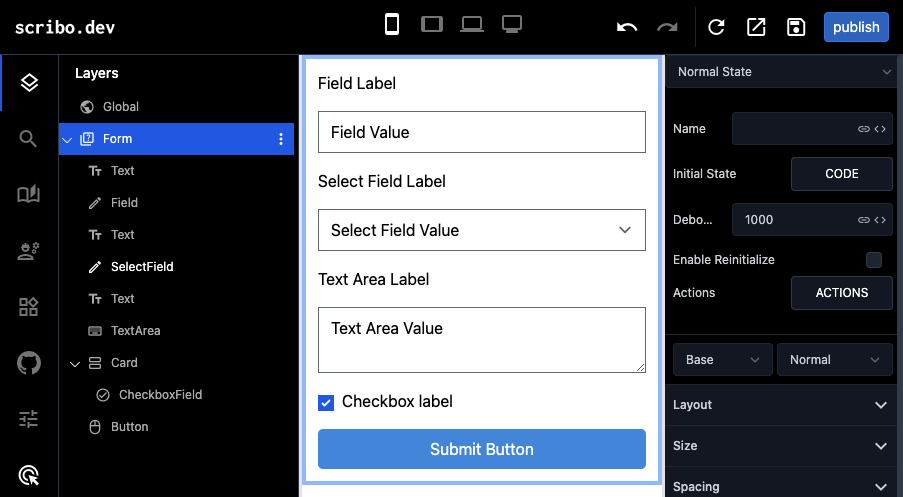 scribo.dev
publish
Layers
Global
Form
Text
Field
Text
SelectField
Text
TextArea
Card
CheckboxField
Button
Field Label
Field Value
Select Field Label
Select Field Value
Text Area Label
Text Area Value
Checkbox label
Submit Button
Normal State
Name
Initial State
CODE
Debo...
1000
Enable Reinitialize
Actions
ACTIONS
Base
Normal
Layout
Size
Spacing